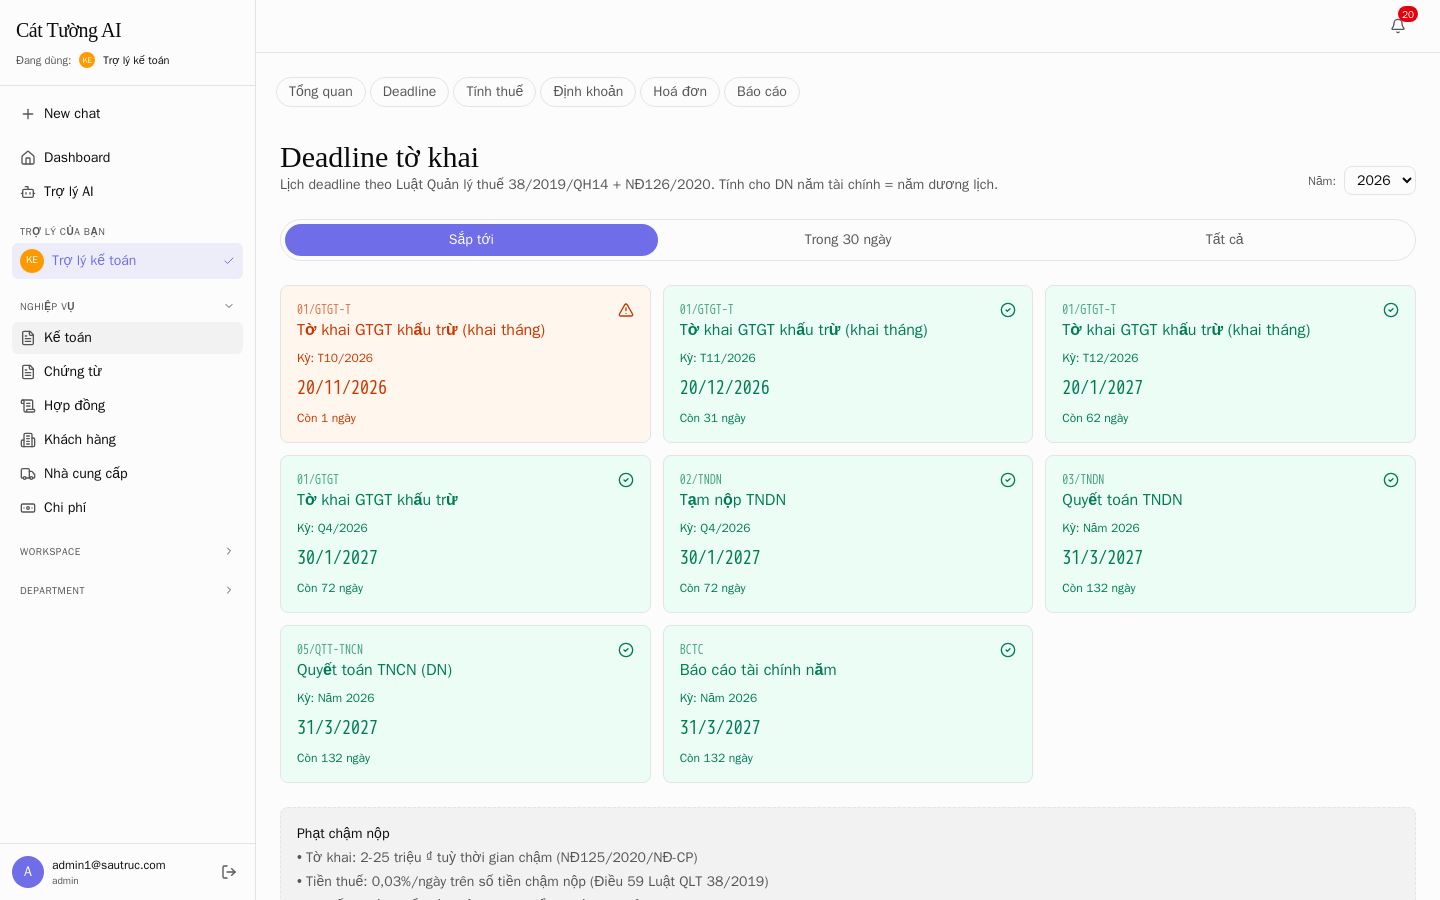 Cát Tường AI
Đang dùng: KE Trợ lý kế toán
20
New chat
Dashboard
Trợ lý AI
TRỢ LÝ CỦA BẠN
KE Trợ lý kế toán
NGHIỆP VỤ
Kế toán
Chứng từ
Hợp đồng
Khách hàng
Nhà cung cấp
Chi phí
WORKSPACE
DEPARTMENT
A
admin1@sautruc.com
admin
Tổng quan Deadline Tính thuế Định khoản Hoá đơn Báo cáo
Deadline tờ khai
Lịch deadline theo Luật Quản lý thuế 38/2019/QH14 + NĐ126/2020. Tính cho DN năm tài chính = năm dương lịch.
Năm: 2026
Sắp tới Trong 30 ngày Tất cả
01/GTGT-T
Tờ khai GTGT khấu trừ (khai tháng)
Kỳ: T10/2026
20/11/2026
Còn 1 ngày
01/GTGT-T
Tờ khai GTGT khấu trừ (khai tháng)
Kỳ: T11/2026
20/12/2026
Còn 31 ngày
01/GTGT-T
Tờ khai GTGT khấu trừ (khai tháng)
Kỳ: T12/2026
20/1/2027
Còn 62 ngày
01/GTGT
Tờ khai GTGT khấu trừ
Kỳ: Q4/2026
30/1/2027
Còn 72 ngày
02/TNDN
Tạm nộp TNDN
Kỳ: Q4/2026
30/1/2027
Còn 72 ngày
03/TNDN
Quyết toán TNDN
Kỳ: Năm 2026
31/3/2027
Còn 132 ngày
05/QTT-TNCN
Quyết toán TNCN (DN)
Kỳ: Năm 2026
31/3/2027
Còn 132 ngày
BCTC
Báo cáo tài chính năm
Kỳ: Năm 2026
31/3/2027
Còn 132 ngày
Phạt chậm nộp
• Tờ khai: 2-25 triệu ₫ tuỳ thời gian chậm (NĐ125/2020/NĐ-CP)
• Tiền thuế: 0,03%/ngày trên số tiền chậm nộp (Điều 59 Luật QLT 38/2019)